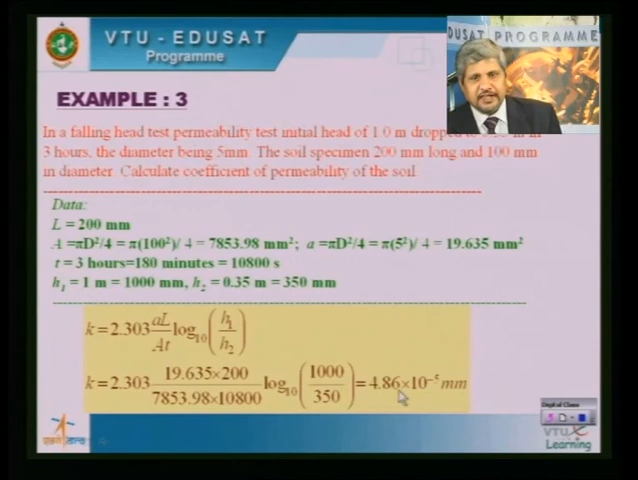 VTU - EDUSAT
Programme
DUSAT PROGRAMME
EXAMPLE : 3
In a falling head test permeability test initial head of 1.0 m dropped to
3 hours, the diameter being 5mm. The soil specimen 200 mm long and 100 mm
in diameter. Calculate coefficient of permeability of the soil
Data:
L = 200 mm
A =πD²/4 = π(100²)/ 4 = 7853.98 mm²; a =πD²/4 = π(5²)/ 4 = 19.635 mm²
t = 3 hours=180 minutes = 10800 s
h₁ = 1 m = 1000 mm, h₂ = 0.35 m = 350 mm
k = 2.303 aL/At log₁₀ (h₁/h₂)
k = 2.303 19.635×200/7853.98×10800 log₁₀ (1000/350) = 4.86×10⁻⁵ mm
VTU
Learning